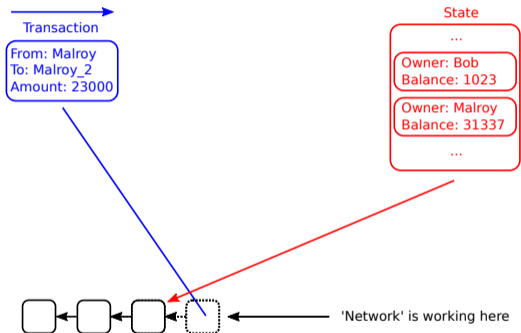 Transaction
From: Malroy
To: Malroy_2
Amount: 23000
State
...
Owner: Bob
Balance: 1023
Owner: Malroy
Balance: 31337
...
'Network' is working here